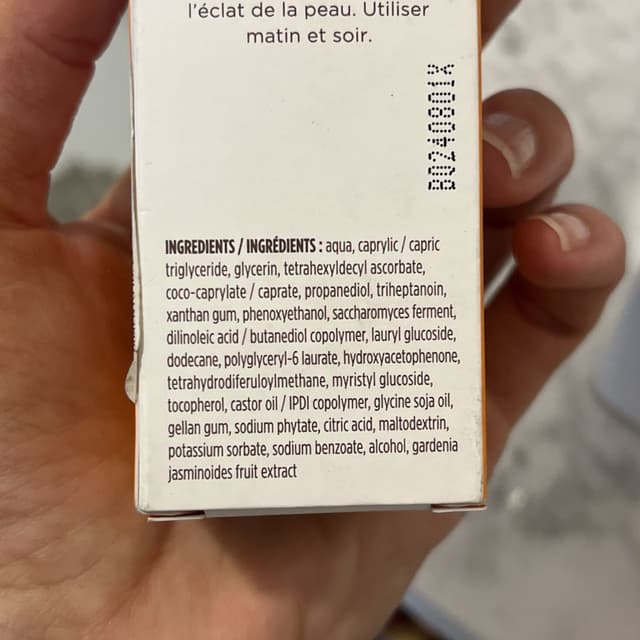 l'éclat de la peau. Utiliser
matin et soir.
B0240801X
INGREDIENTS / INGRÉDIENTS : aqua, caprylic / capric
triglyceride, glycerin, tetrahexyldecyl ascorbate,
coco-caprylate / caprate, propanediol, triheptanoin,
xanthan gum, phenoxyethanol, saccharomyces ferment,
dilinoleic acid / butanediol copolymer, lauryl glucoside,
dodecane, polyglyceryl-6 laurate, hydroxyacetophenone,
tetrahydrodiferuloylmethane, myristyl glucoside,
tocopherol, castor oil / IPDI copolymer, glycine soja oil,
gellan gum, sodium phytate, citric acid, maltodextrin,
potassium sorbate, sodium benzoate, alcohol, gardenia
jasminoides fruit extract